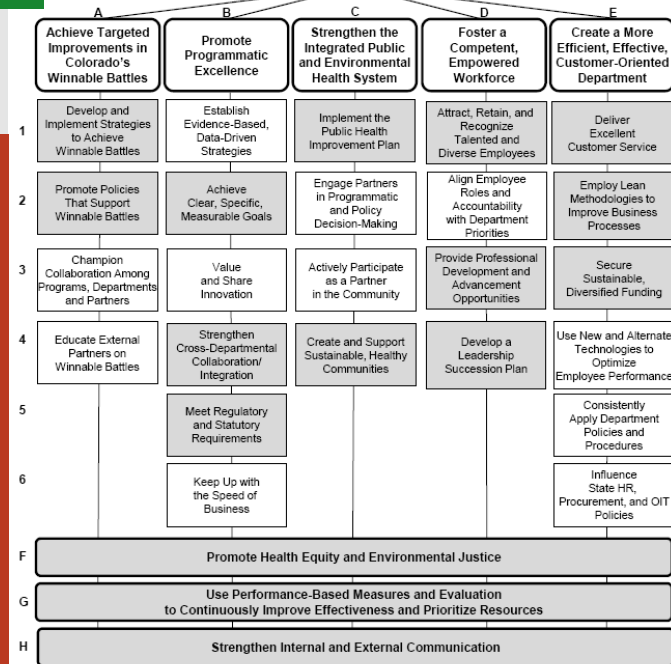 A
Achieve Targeted
Improvements in
Colorado's
Winnable Battles
B
Promote
Programmatic
Excellence
C
Strengthen the
Integrated Public
and Environmental
Health System
D
Foster a
Competent,
Empowered
Workforce
E
Create a More
Efficient, Effective,
Customer-Oriented
Department
1
Develop and
Implement Strategies
to Achieve
Winnable Battles
Establish
Evidence-Based,
Data-Driven
Strategies
Implement the
Public Health
Improvement Plan
Attract, Retain, and
Recognize
Talented and
Diverse Employees
Deliver
Excellent
Customer Service
2
Promote Policies
That Support
Winnable Battles
Achieve
Clear, Specific,
Measurable Goals
Engage Partners
in Programmatic
and Policy
Decision-Making
Align Employee
Roles and
Accountability
with Department
Priorities
Employ Lean
Methodologies to
Improve Business
Processes
3
Champion
Collaboration Among
Programs, Departments
and Partners
Value
and Share
Innovation
Actively Participate
as a Partner
in the Community
Provide Professional
Development and
Advancement
Opportunities
Secure
Sustainable,
Diversified Funding
4
Educate External
Partners on
Winnable Battles
Strengthen
Cross-Departmental
Collaboration/
Integration
Create and Support
Sustainable, Healthy
Communities
Develop a
Leadership
Succession Plan
Use New and Alternate
Technologies to
Optimize
Employee Performance
5
Meet Regulatory
and Statutory
Requirements
Consistently
Apply Department
Policies and
Procedures
6
Keep Up with
the Speed of
Business
Influence
State HR,
Procurement, and OIT
Policies
F
Promote Health Equity and Environmental Justice
G
Use Performance-Based Measures and Evaluation
to Continuously Improve Effectiveness and Prioritize Resources
H
Strengthen Internal and External Communication